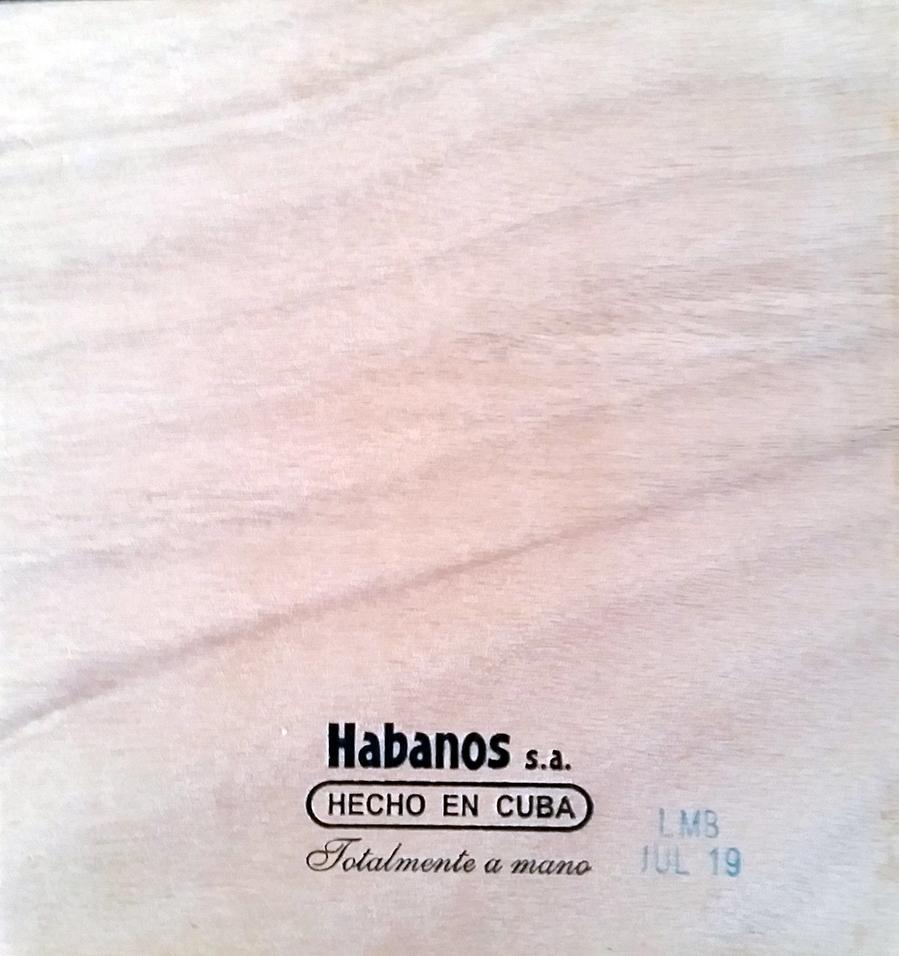 Habanos s.a.
HECHO EN CUBA
Totalmente a mano
LMB
JUL 19